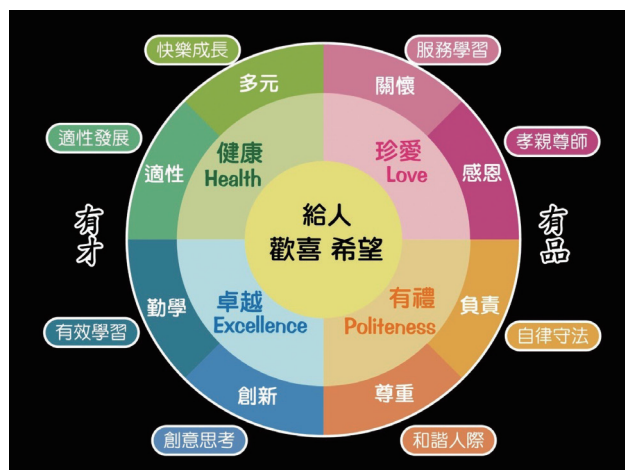 快樂成長
服務學習
多元
關懷
適性發展
孝親尊師
適性
健康
Health
珍愛
Love
感恩
有才
給人
歡喜 希望
有品
勤學
卓越
Excellence
有禮
Politeness
負責
有效學習
自律守法
創新
尊重
創意思考
和諧人際